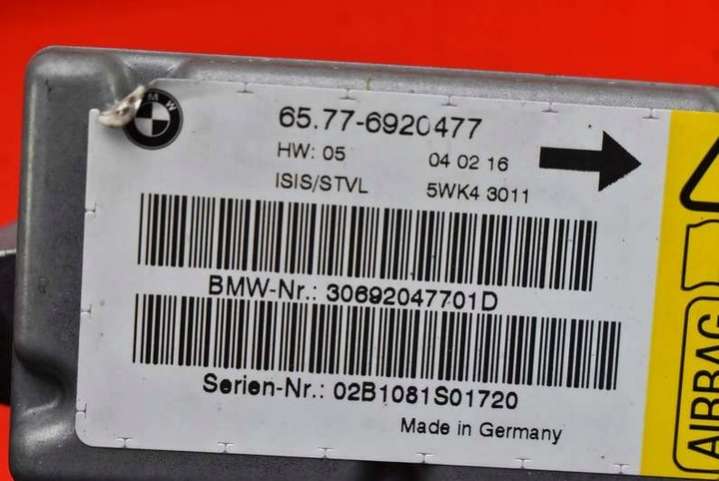 BMW
65.77-6920477
HW: 05 04 02 16
ISIS/STVL 5WK4 3011
BMW-Nr.: 30692047701D
Serien-Nr.: 02B1081S01720
Made in Germany
AIRBAG